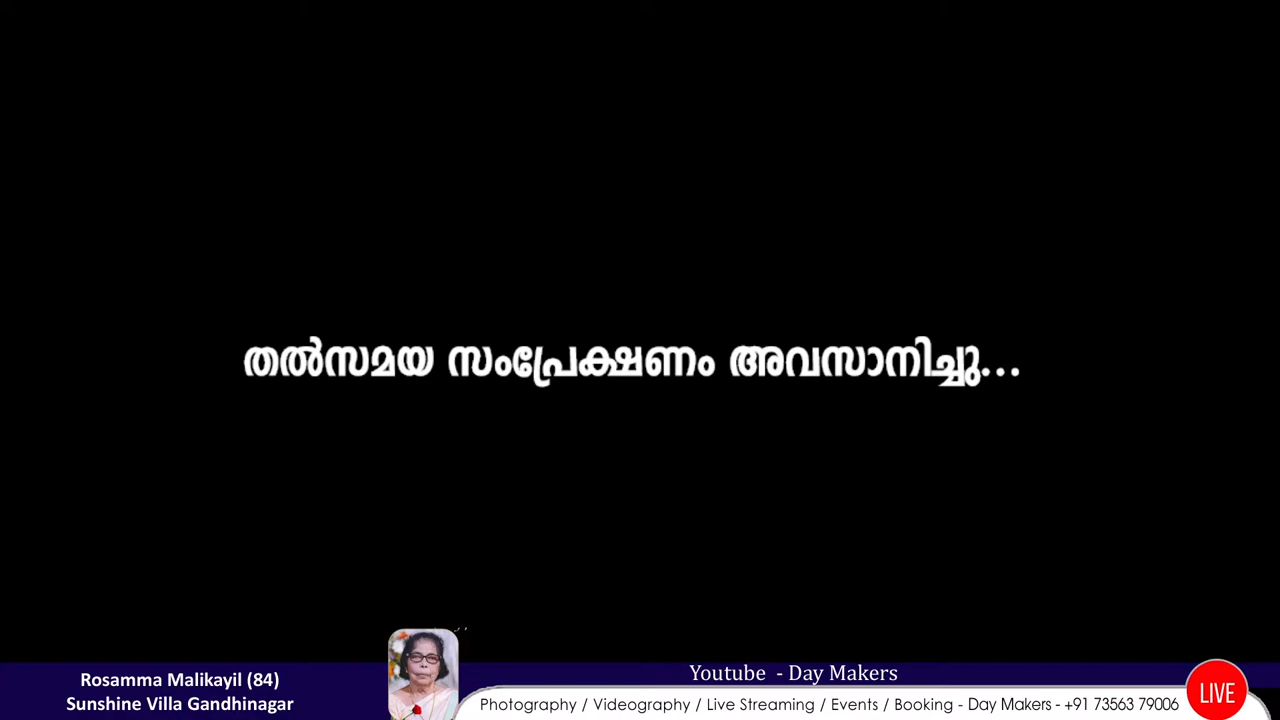 തൽസമയ സംപ്രേക്ഷണം അവസാനിച്ചു...
Rosamma Malikayil (84)
Sunshine Villa Gandhinagar
Youtube - Day Makers
Photography / Videography / Live Streaming / Events / Booking - Day Makers - +91 73563 79006
LIVE